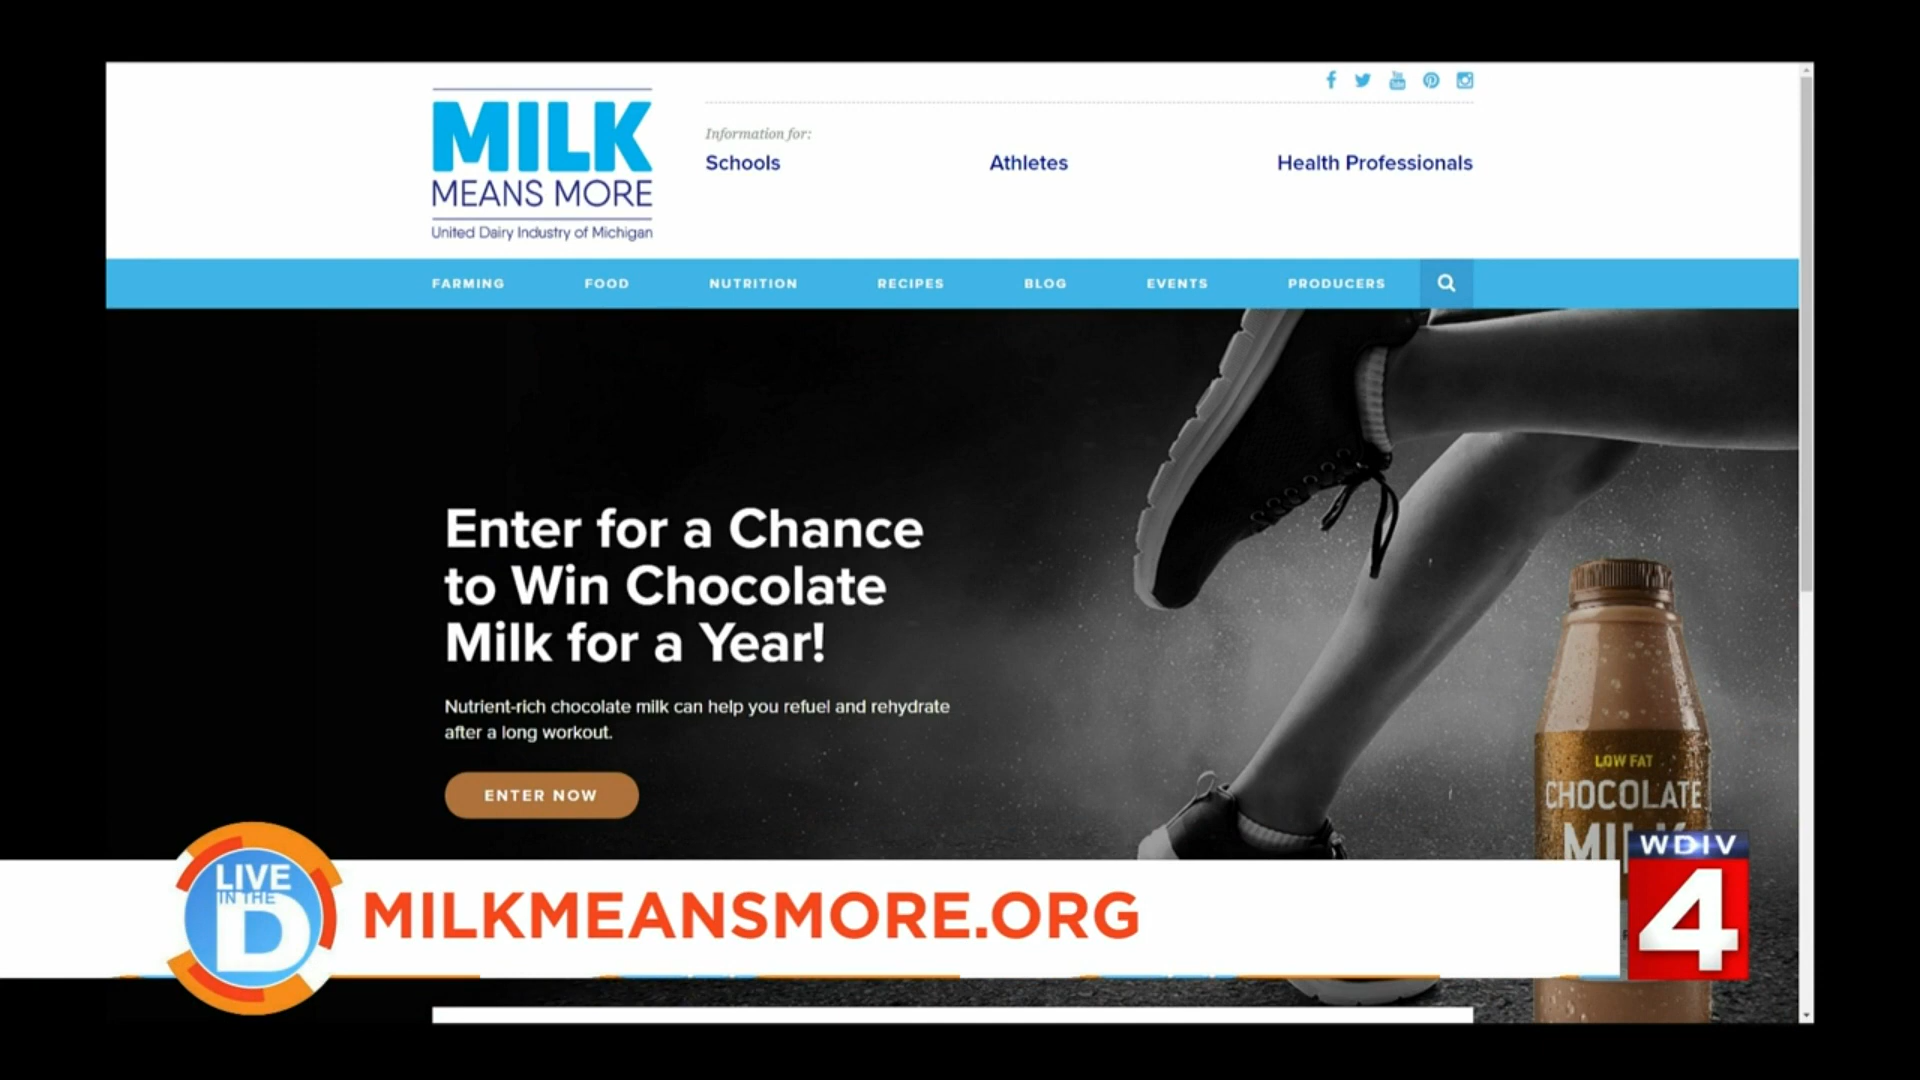 MILK
MEANS MORE
United Dairy Industry of Michigan
Information for:
Schools
Athletes
Health Professionals
FARMING
FOOD
NUTRITION
RECIPES
BLOG
EVENTS
PRODUCERS
Enter for a Chance
to Win Chocolate
Milk for a Year!
Nutrient-rich chocolate milk can help you refuel and rehydrate
after a long workout.
ENTER NOW
LOW FAT
CHOCOLATE
LIVE
IN THE
D
MILKMEANSMORE.ORG
WDIV
4